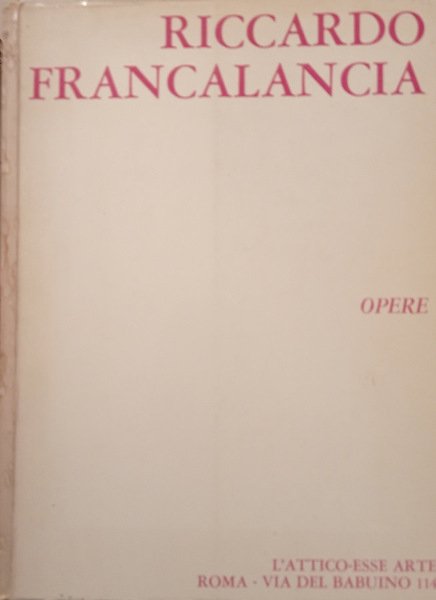 RICCARDO
FRANCALANCIA
OPERE
L'ATTICO-ESSE ARTE
ROMA - VIA DEL BABUINO 114